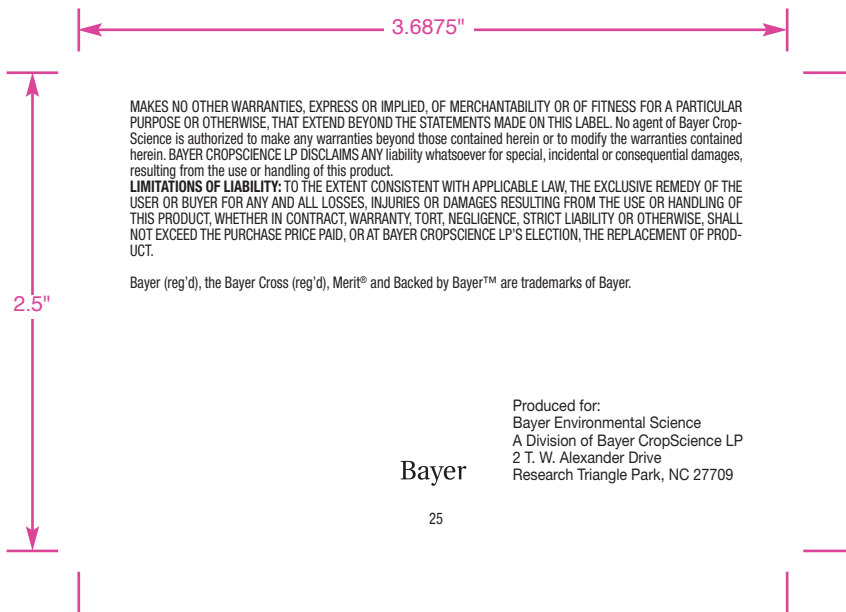 3.6875"
MAKES NO OTHER WARRANTIES, EXPRESS OR IMPLIED, OF MERCHANTABILITY OR OF FITNESS FOR A PARTICULAR
PURPOSE OR OTHERWISE, THAT EXTEND BEYOND THE STATEMENTS MADE ON THIS LABEL. No agent of Bayer Crop-
Science is authorized to make any warranties beyond those contained herein or to modify the warranties contained
herein. BAYER CROPSCIENCE LP DISCLAIMS ANY liability whatsoever for special, incidental or consequential damages,
resulting from the use or handling of this product.
LIMITATIONS OF LIABILITY: TO THE EXTENT CONSISTENT WITH APPLICABLE LAW, THE EXCLUSIVE REMEDY OF THE
USER OR BUYER FOR ANY AND ALL LOSSES, INJURIES OR DAMAGES RESULTING FROM THE USE OR HANDLING OF
THIS PRODUCT, WHETHER IN CONTRACT, WARRANTY, TORT, NEGLIGENCE, STRICT LIABILITY OR OTHERWISE, SHALL
NOT EXCEED THE PURCHASE PRICE PAID, OR AT BAYER CROPSCIENCE LP'S ELECTION, THE REPLACEMENT OF PROD-
UCT.
Bayer (reg'd), the Bayer Cross (reg'd), Merit® and Backed by Bayer™ are trademarks of Bayer.
2.5"
Produced for:
Bayer Environmental Science
A Division of Bayer CropScience LP
2 T. W. Alexander Drive
Research Triangle Park, NC 27709
Bayer
25